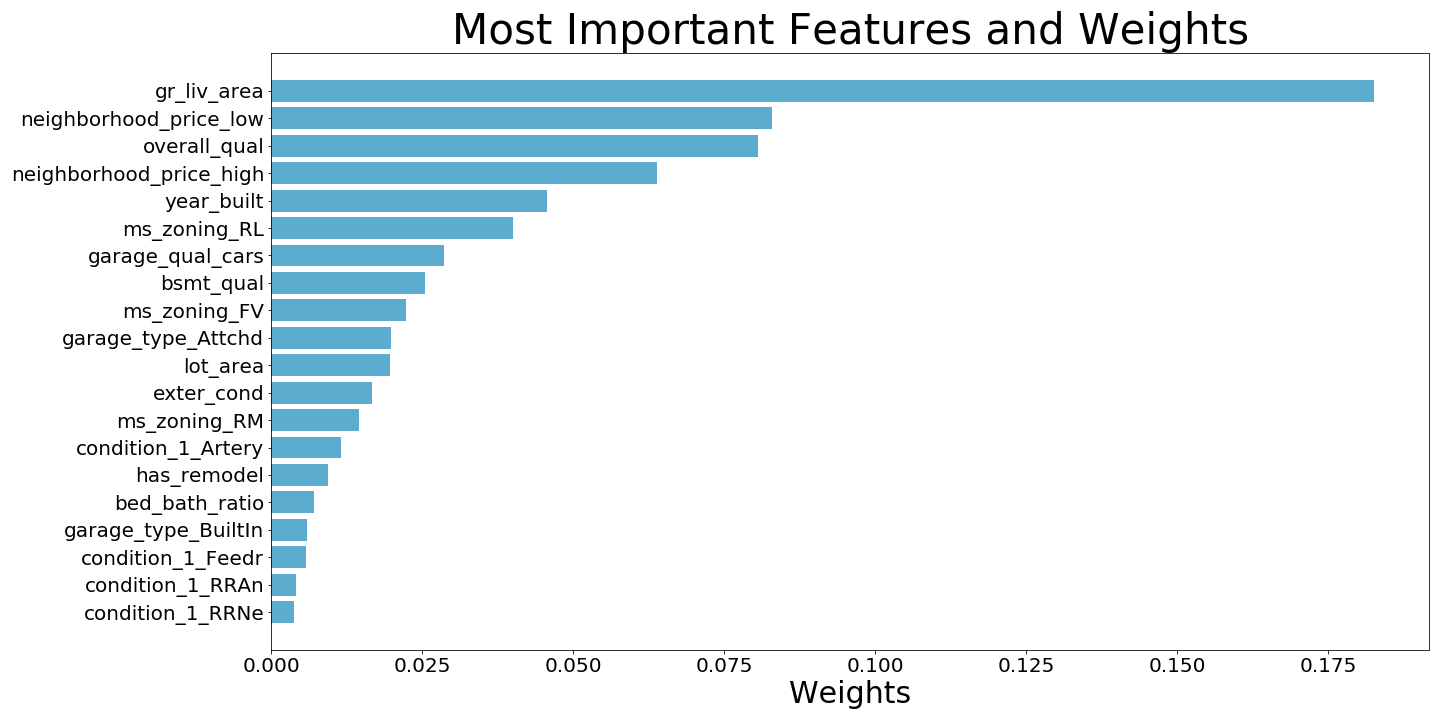 Most Important Features and Weights
gr_liv_area
neighborhood_price_low
overall_qual
neighborhood_price_high
year_built
ms_zoning_RL
garage_qual_cars
bsmt_qual
ms_zoning_FV
garage_type_Attchd
lot_area
exter_cond
ms_zoning_RM
condition_1_Artery
has_remodel
bed_bath_ratio
garage_type_BuiltIn
condition_1_Feedr
condition_1_RRAn
condition_1_RRNe
0.000 0.025 0.050 0.075 0.100 0.125 0.150 0.175
Weights